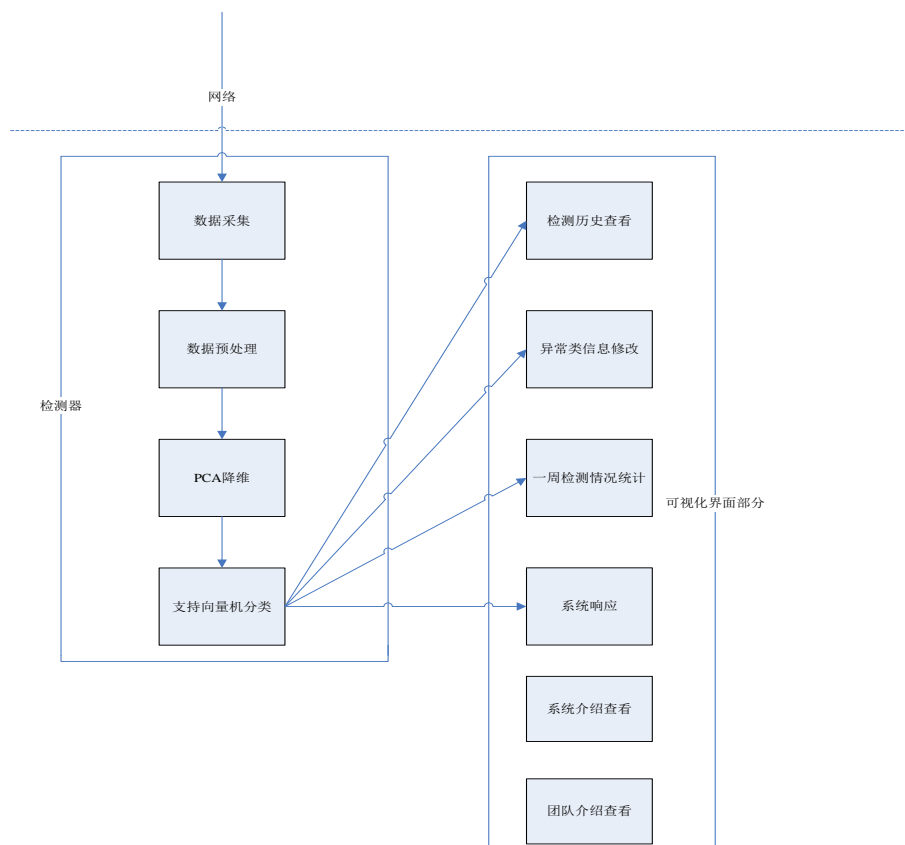 网络
数据采集
数据预处理
检测器
PCA降维
支持向量机分类
检测历史查看
异常类信息修改
一周检测情况统计
可视化界面部分
系统响应
系统介绍查看
团队介绍查看